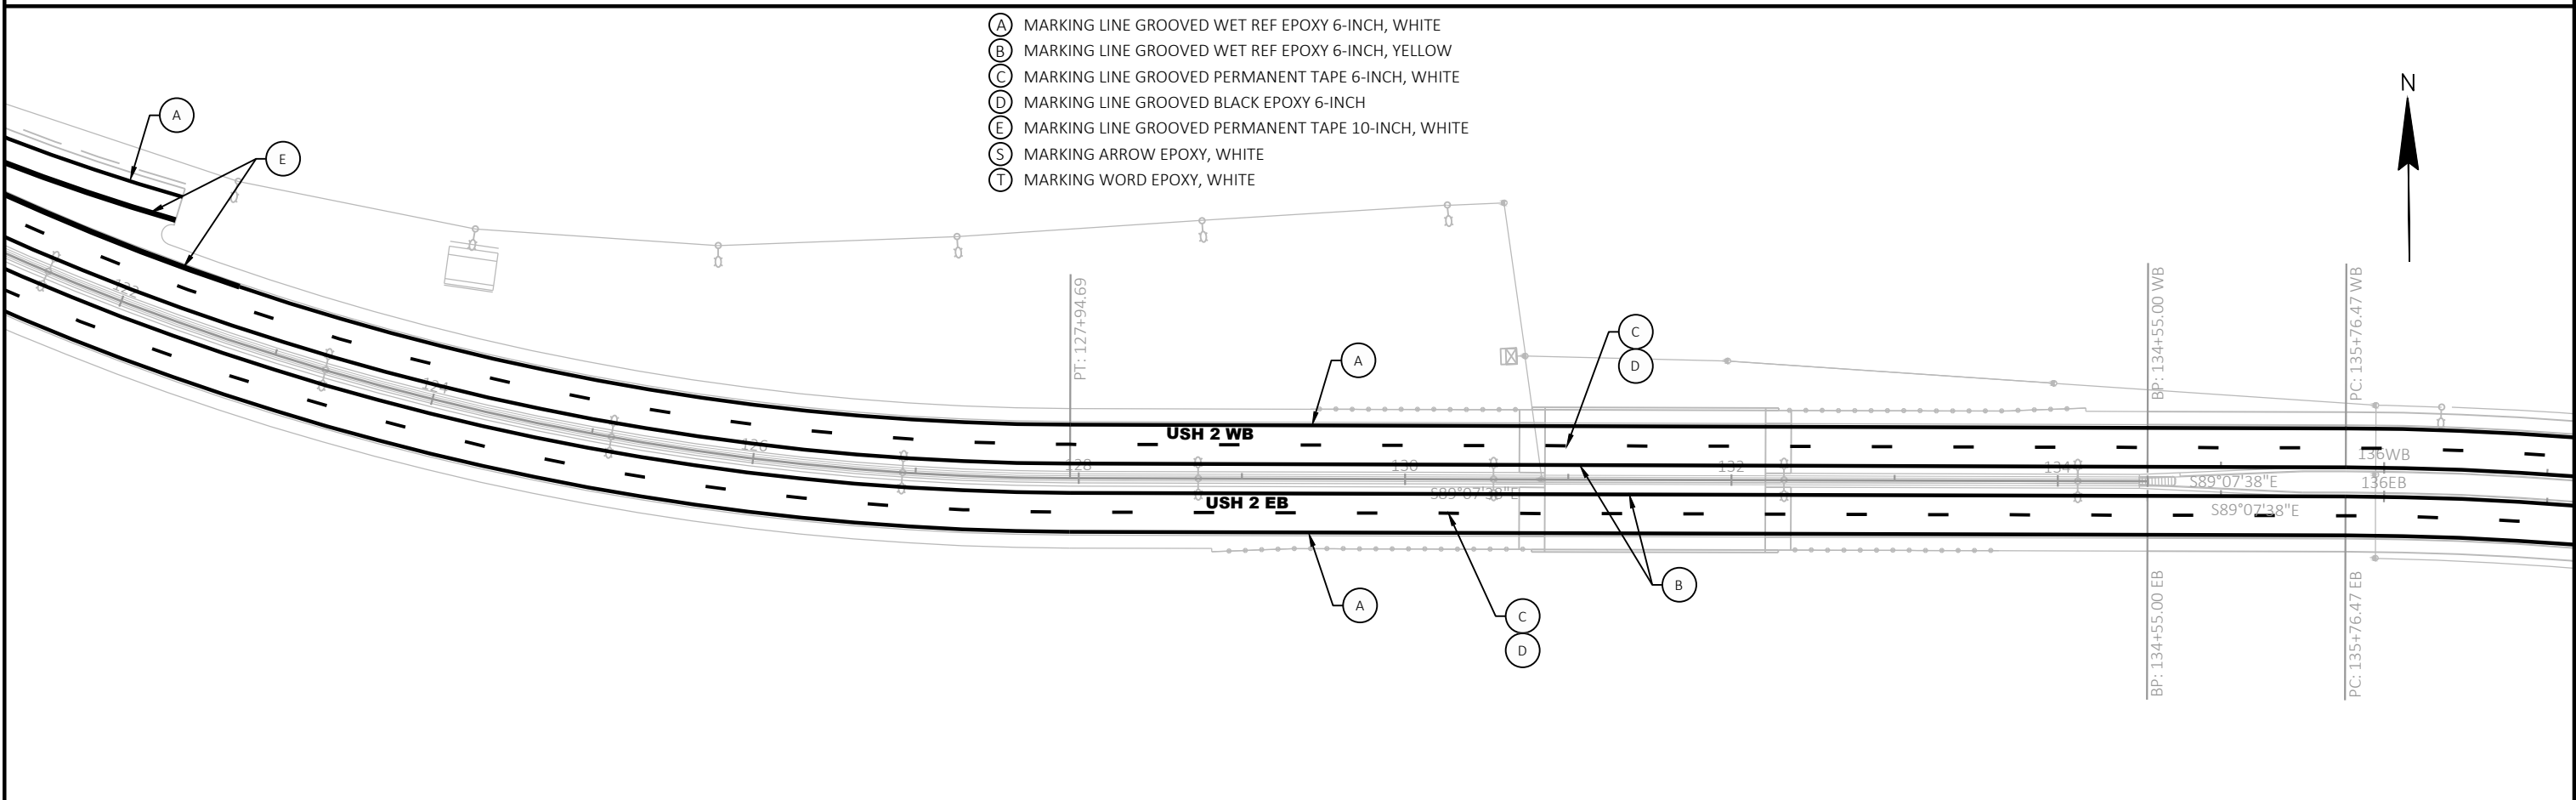 A MARKING LINE GROOVED WET REF EPOXY 6-INCH, WHITE
B MARKING LINE GROOVED WET REF EPOXY 6-INCH, YELLOW
C MARKING LINE GROOVED PERMANENT TAPE 6-INCH, WHITE
D MARKING LINE GROOVED BLACK EPOXY 6-INCH
E MARKING LINE GROOVED PERMANENT TAPE 10-INCH, WHITE
S MARKING ARROW EPOXY, WHITE
T MARKING WORD EPOXY, WHITE
N
A
E
122
124
126
PT: 127+94.69
A
C
D
BP: 134+55.00 WB
PC: 135+76.47 WB
USH 2 WB
128
130
132
134
136WB
S89°07'38"E
136EB
S89°07'38"E
USH 2 EB
S89°07'38"E
B
A
C
D
BP: 134+55.00 EB
PC: 135+76.47 EB